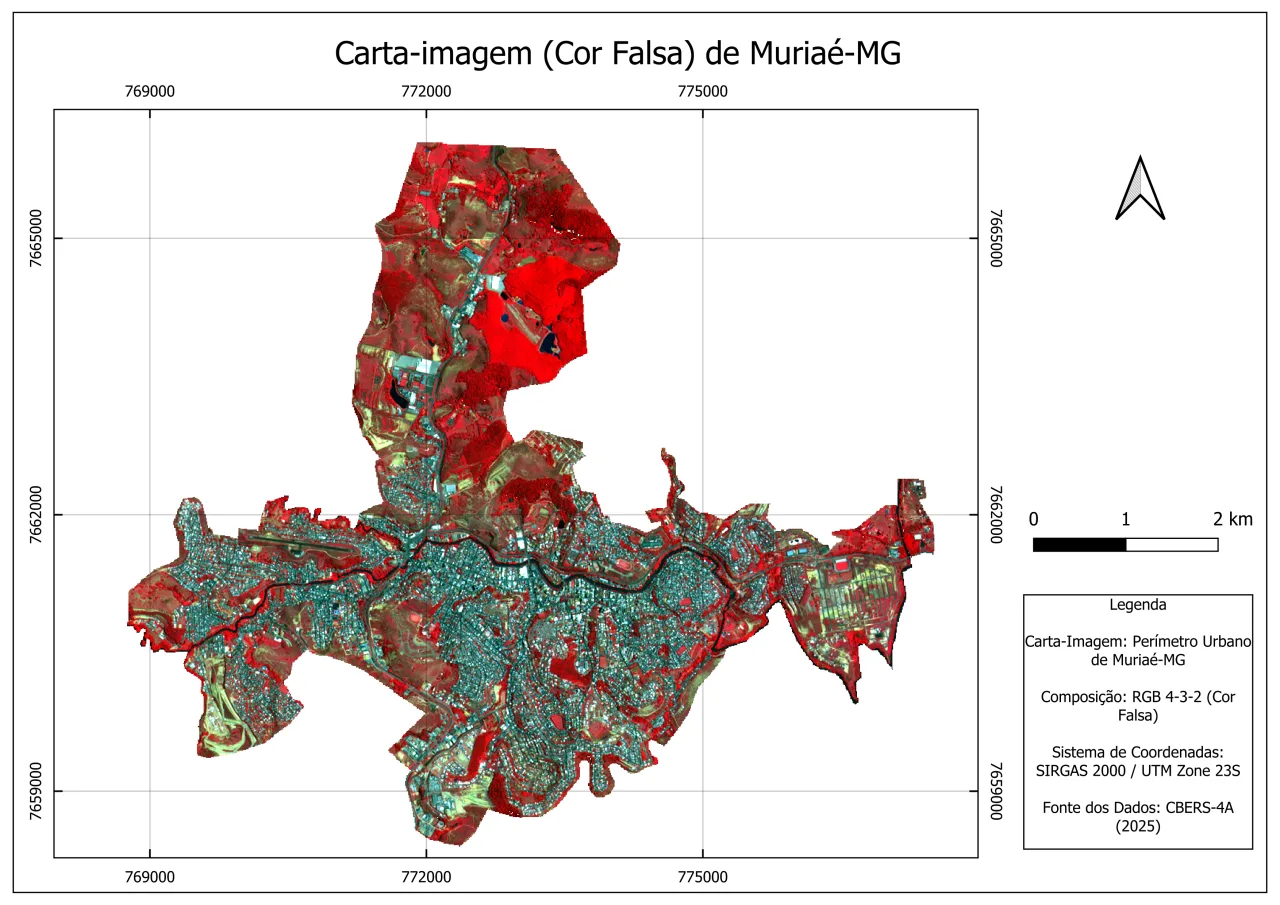 Carta-imagem (Cor Falsa) de Muriaé-MG
769000
772000
775000
7665000
7665000
7662000
7662000
0 1 2 km
7659000
7659000
Legenda
Carta-Imagem: Perímetro Urbano
de Muriaé-MG
Composição: RGB 4-3-2 (Cor
Falsa)
Sistema de Coordenadas:
SIRGAS 2000 / UTM Zone 23S
Fonte dos Dados: CBERS-4A
(2025)
769000
772000
775000